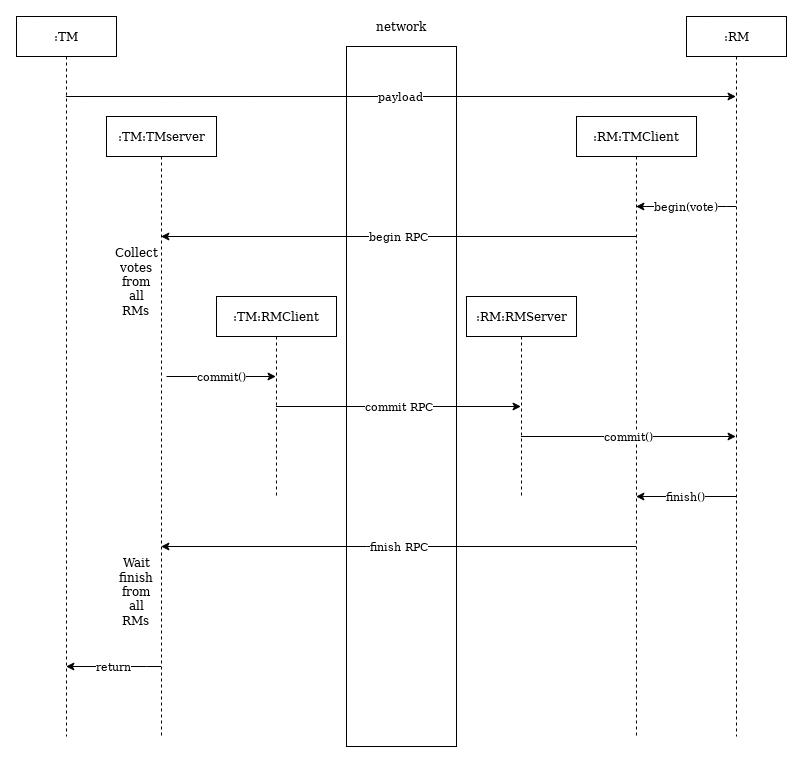 network
:TM
:RM
payload
:TM:TMserver
:RM:TMClient
begin(vote)
begin RPC
Collect
votes
from
all
RMs
:TM:RMClient
:RM:RMServer
commit()
commit RPC
commit()
finish()
finish RPC
Wait
finish
from
all
RMs
return